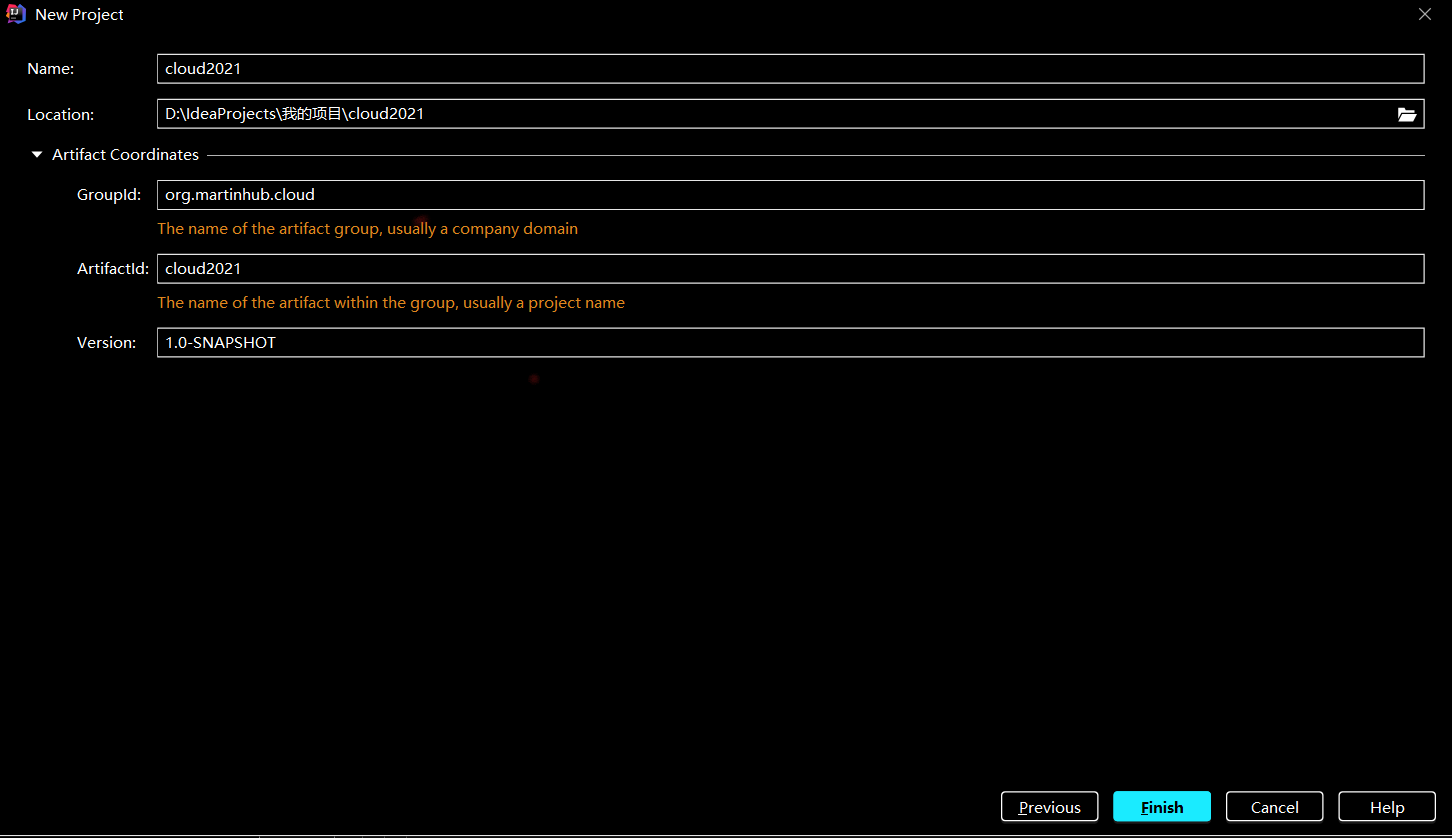 New Project
Name: cloud2021
Location: D:\IdeaProjects\我的项目\cloud2021
Artifact Coordinates
GroupId: org.martinhub.cloud
The name of the artifact group, usually a company domain
ArtifactId: cloud2021
The name of the artifact within the group, usually a project name
Version: 1.0-SNAPSHOT
Previous Finish Cancel Help